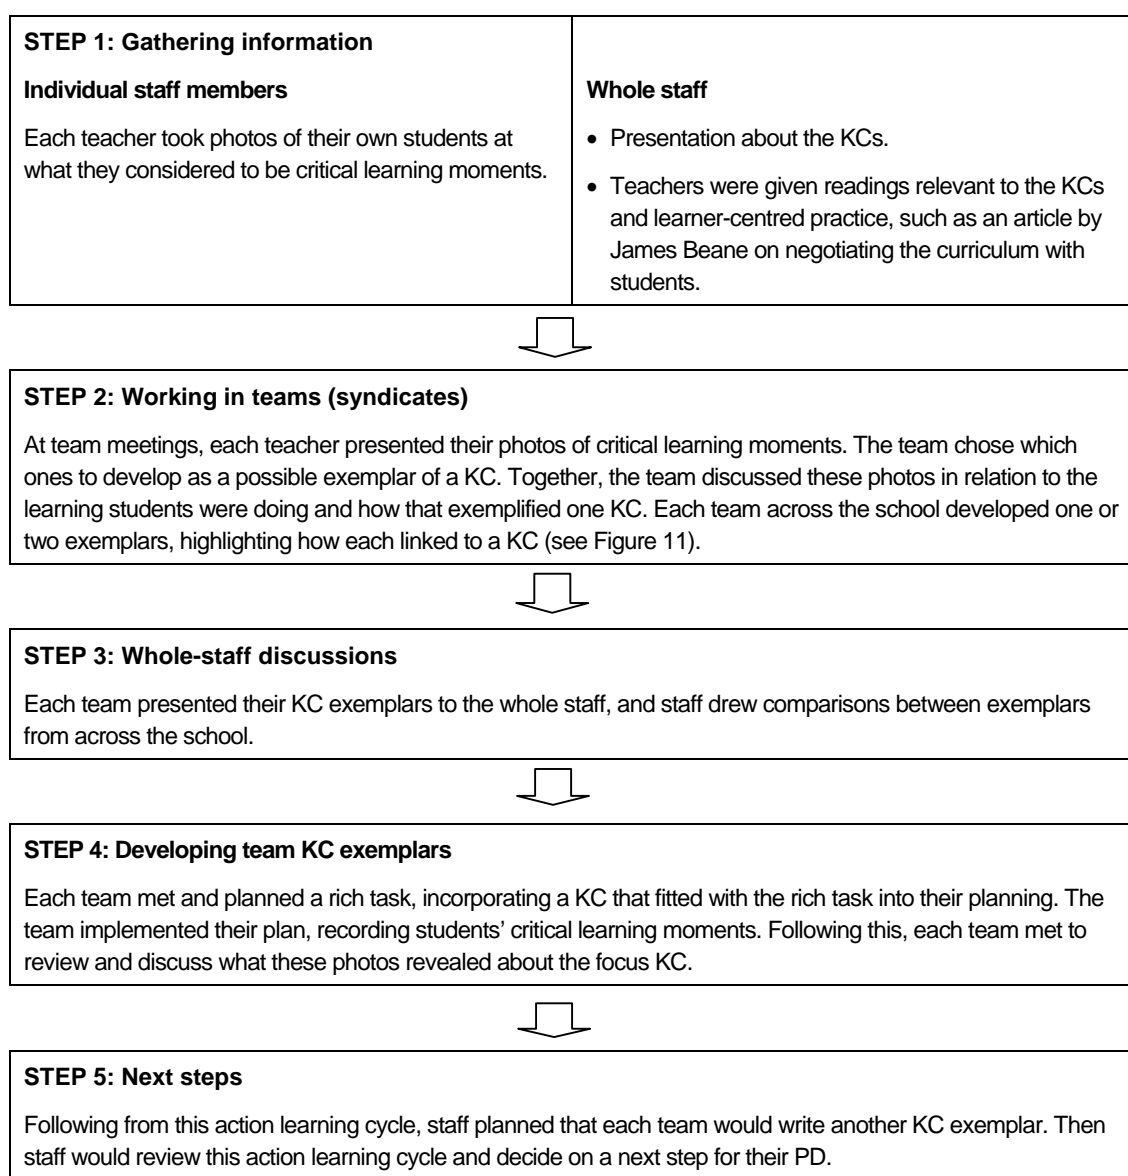 STEP 1: Gathering information
Individual staff members
Each teacher took photos of their own students at
what they considered to be critical learning moments.
Whole staff
• Presentation about the KCs.
• Teachers were given readings relevant to the KCs
and learner-centred practice, such as an article by
James Beane on negotiating the curriculum with
students.
STEP 2: Working in teams (syndicates)
At team meetings, each teacher presented their photos of critical learning moments. The team chose which
ones to develop as a possible exemplar of a KC. Together, the team discussed these photos in relation to the
learning students were doing and how that exemplified one KC. Each team across the school developed one or
two exemplars, highlighting how each linked to a KC (see Figure 11).
STEP 3: Whole-staff discussions
Each team presented their KC exemplars to the whole staff, and staff drew comparisons between exemplars
from across the school.
STEP 4: Developing team KC exemplars
Each team met and planned a rich task, incorporating a KC that fitted with the rich task into their planning. The
team implemented their plan, recording students' critical learning moments. Following this, each team met to
review and discuss what these photos revealed about the focus KC.
STEP 5: Next steps
Following from this action learning cycle, staff planned that each team would write another KC exemplar. Then
staff would review this action learning cycle and decide on a next step for their PD.